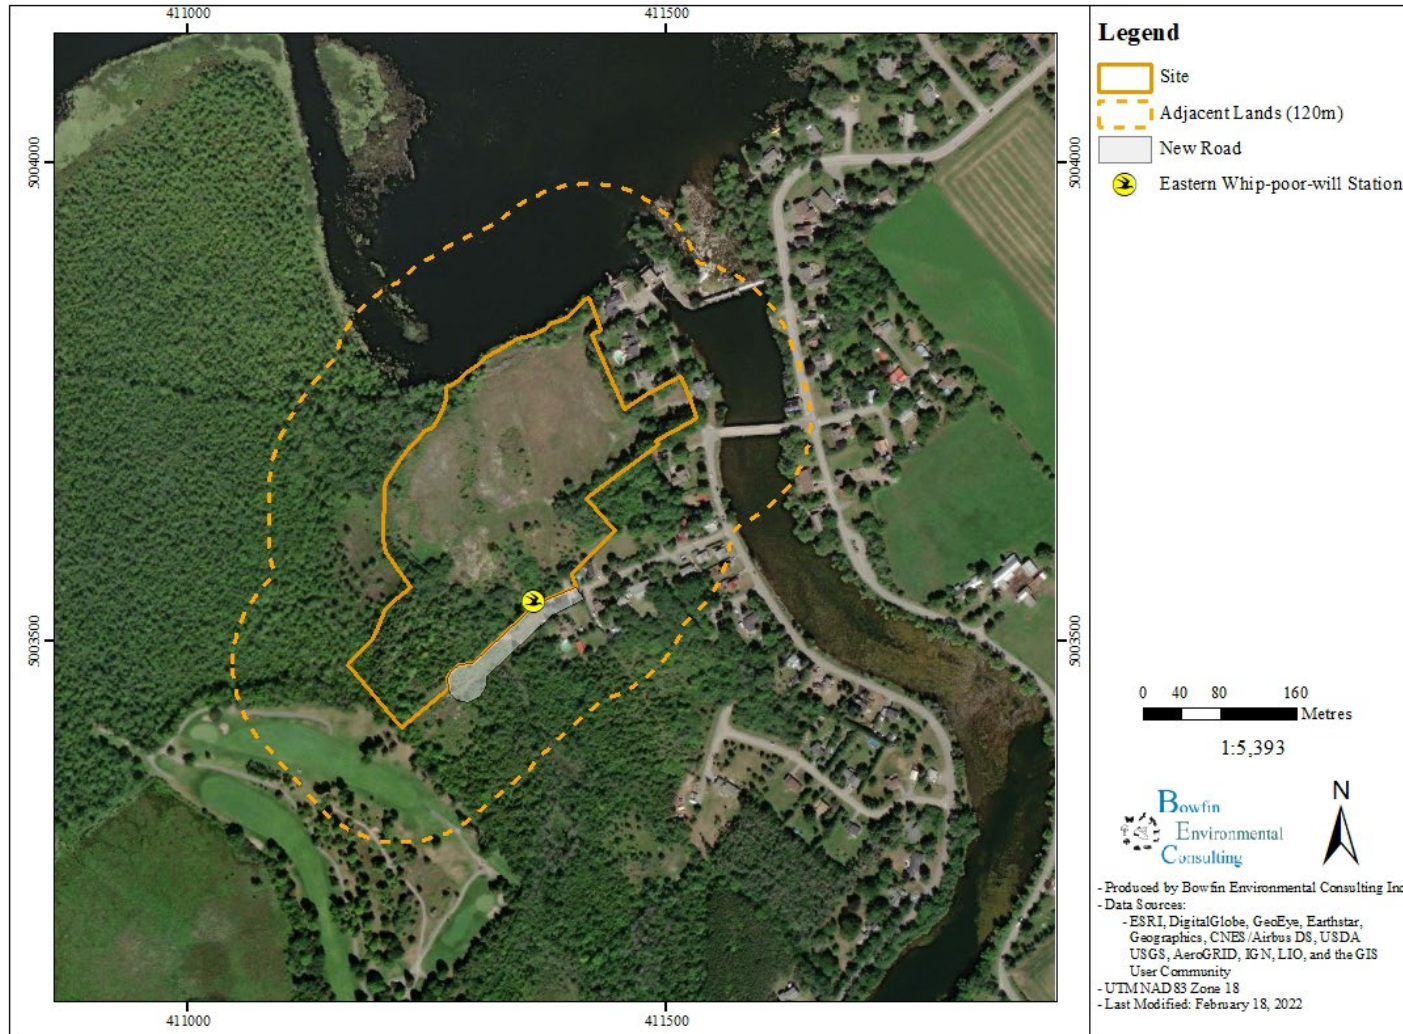 411000 411500
5004000 5004000
5003500 5003500
411000 411500
Legend
Site
Adjacent Lands (120m)
New Road
Eastern Whip-poor-will Station
0 40 80 160
Metres
1:5,393
Bowfin
Environmental
Consulting
N
- Produced by Bowfin Environmental Consulting Inc
- Data Sources:
- ESRI, DigitalGlobe, GeoEye, Earthstar,
Geographics, CNES/Airbus DS, USDA
USGS, AeroGRID, IGN, LIO, and the GIS
User Community
- UTM NAD 83 Zone 18
- Last Modified: February 18, 2022